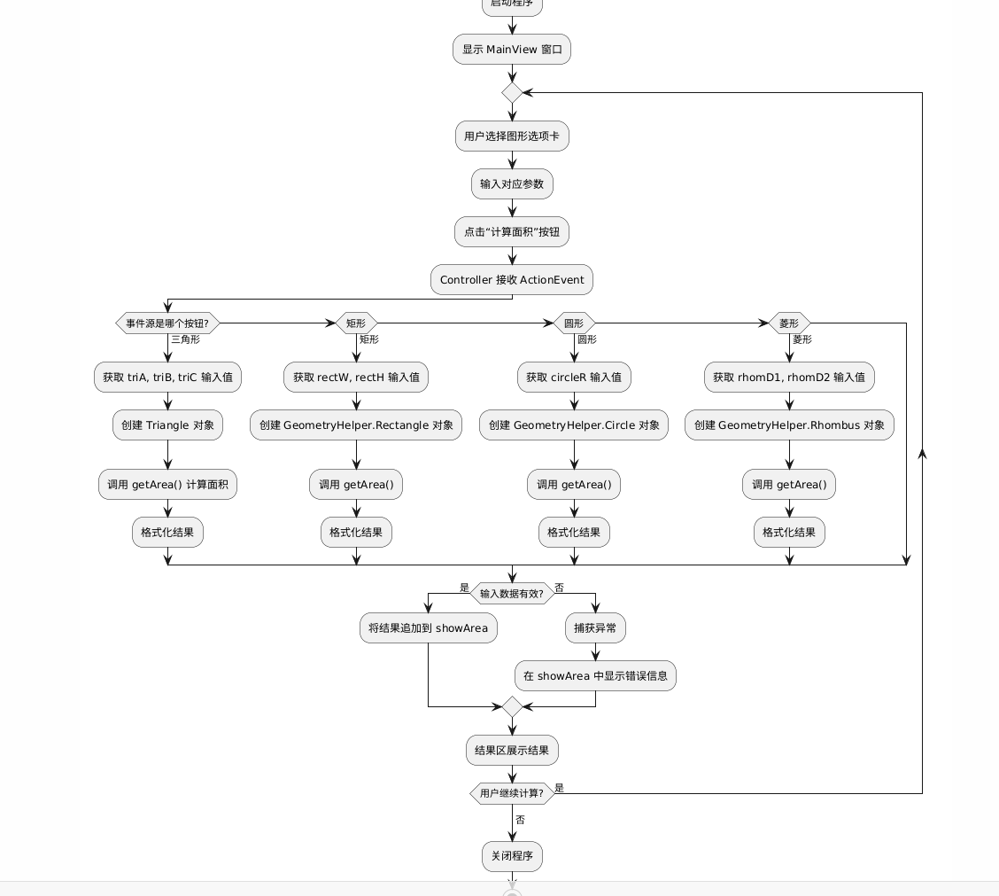 启动程序
显示 MainView 窗口
用户选择图形选项卡
输入对应参数
点击“计算面积”按钮
Controller 接收 ActionEvent
事件源是哪个按钮?
矩形
圆形
菱形
三角形
矩形
圆形
菱形
获取 triA, triB, triC 输入值
获取 rectW, rectH 输入值
获取 circleR 输入值
获取 rhomD1, rhomD2 输入值
创建 Triangle 对象
创建 GeometryHelper.Rectangle 对象
创建 GeometryHelper.Circle 对象
创建 GeometryHelper.Rhombus 对象
调用 getArea() 计算面积
调用 getArea()
调用 getArea()
调用 getArea()
格式化结果
格式化结果
格式化结果
格式化结果
是
输入数据有效?
否
将结果追加到 showArea
捕获异常
在 showArea 中显示错误信息
结果区展示结果
用户继续计算?
是
否
关闭程序